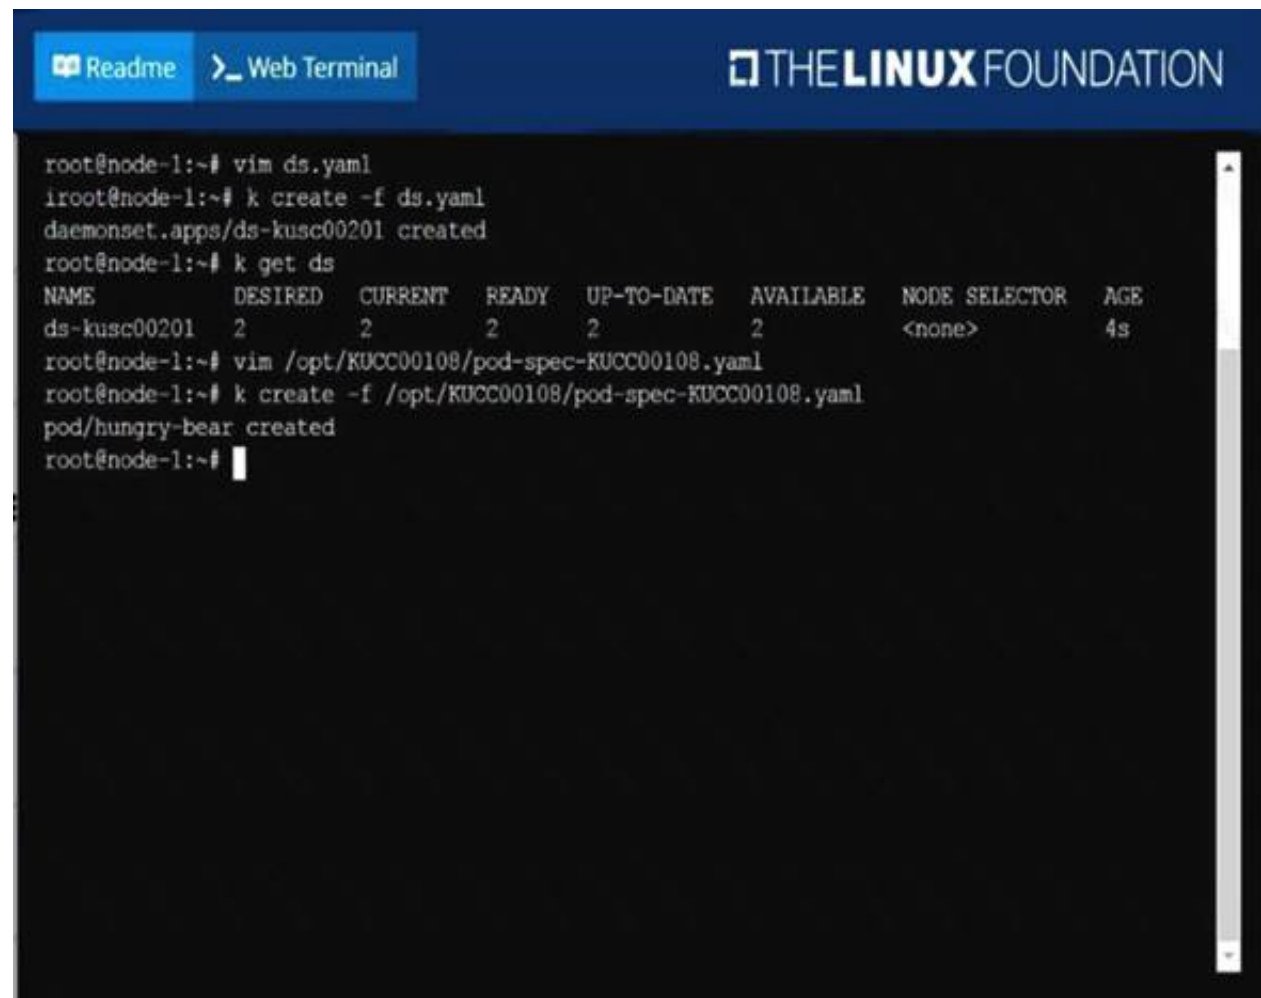 Readme >_ Web Terminal THE LINUX FOUNDATION
root@node-1:~# vim ds.yaml
iroot@node-1:~# k create -f ds.yaml
daemonset.apps/ds-kusc00201 created
root@node-1:~# k get ds
NAME DESIRED CURRENT READY UP-TO-DATE AVAILABLE NODE SELECTOR AGE
ds-kusc00201 2 2 2 2 2 <none> 4s
root@node-1:~# vim /opt/KUCC00108/pod-spec-KUCC00108.yaml
root@node-1:~# k create -f /opt/KUCC00108/pod-spec-KUCC00108.yaml
pod/hungry-bear created
root@node-1:~#